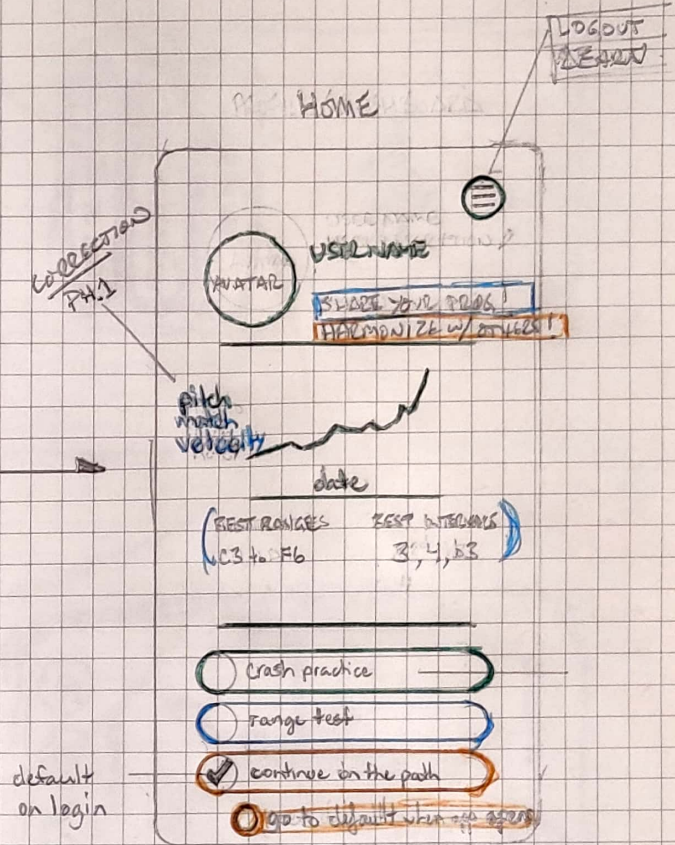 LOGOUT
LEARN
HOME
CORRECTION
PH.1
USERNAME
AVATAR
SHARE YOUR PROG!
HARMONIZE W/ OTHERS!
pitch
match
velocity
date
BEST RANGES
BEST INTERVALS
C3 to F6
3, 4, b3
crash practice
range test
continue on the path
default
on login
go to default when app opens